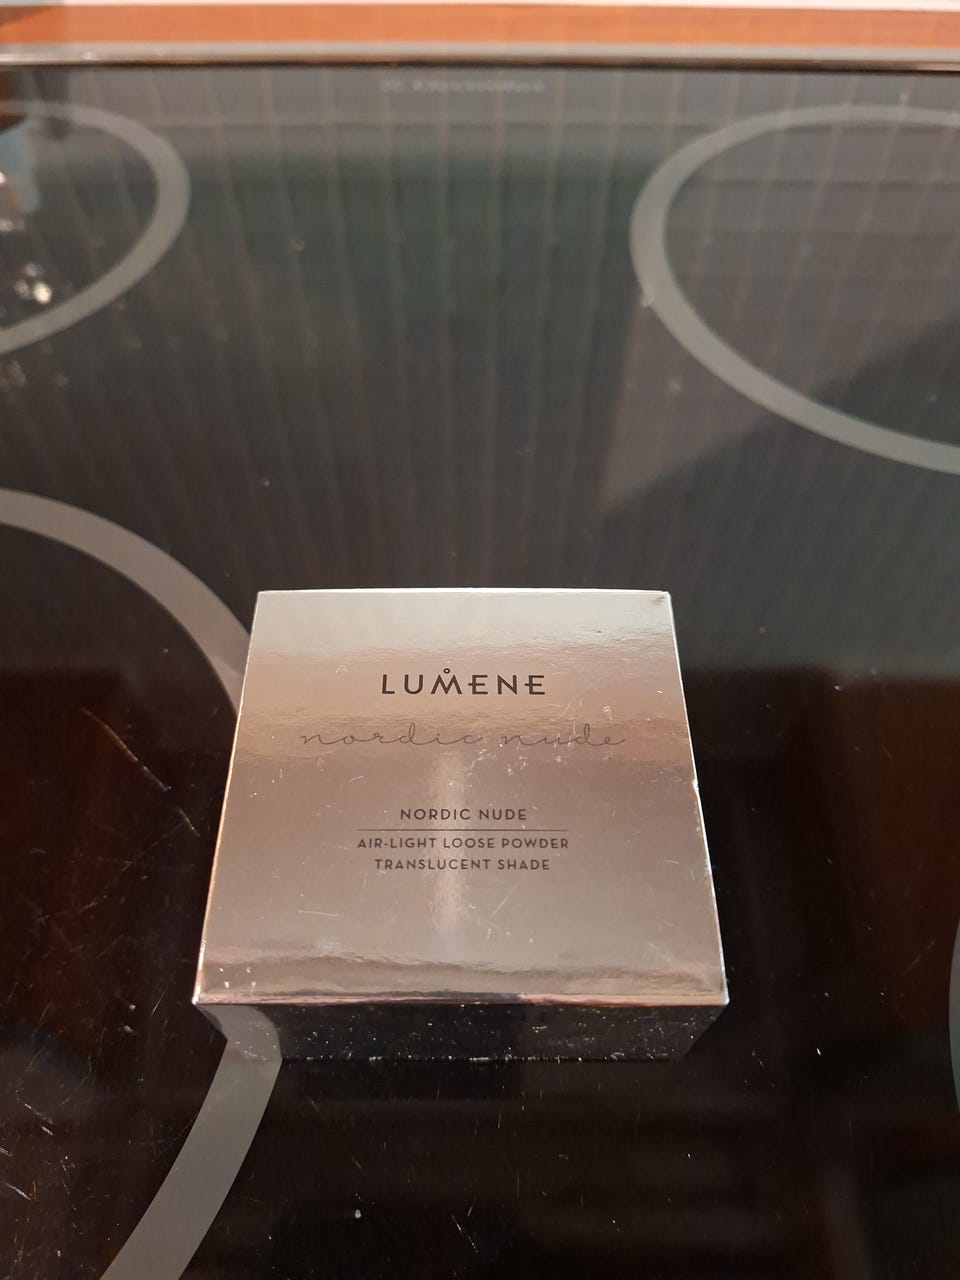 LUMENE
nordic nude
NORDIC NUDE
AIR-LIGHT LOOSE POWDER
TRANSLUCENT SHADE